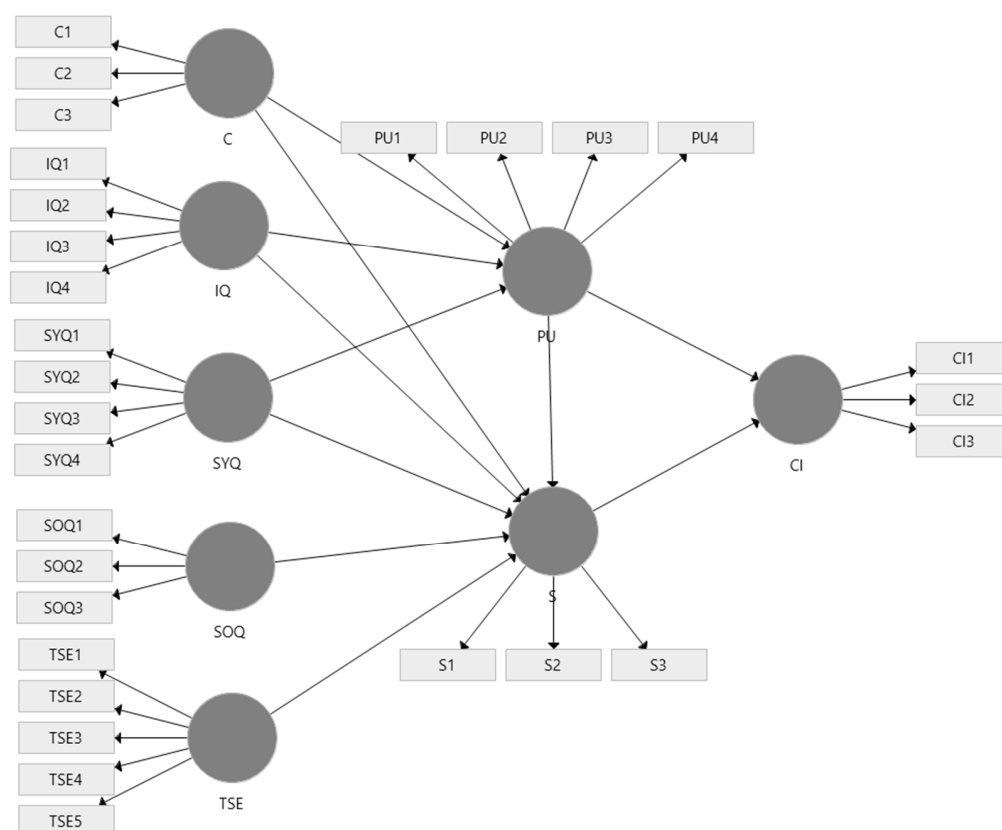 C1
C2
C3
C
IQ1
IQ2
IQ3
IQ4
IQ
SYQ1
SYQ2
SYQ3
SYQ4
SYQ
SOQ1
SOQ2
SOQ3
SOQ
TSE1
TSE2
TSE3
TSE4
TSE5
TSE
PU1
PU2
PU3
PU4
PU
S
S1
S2
S3
CI
CI1
CI2
CI3